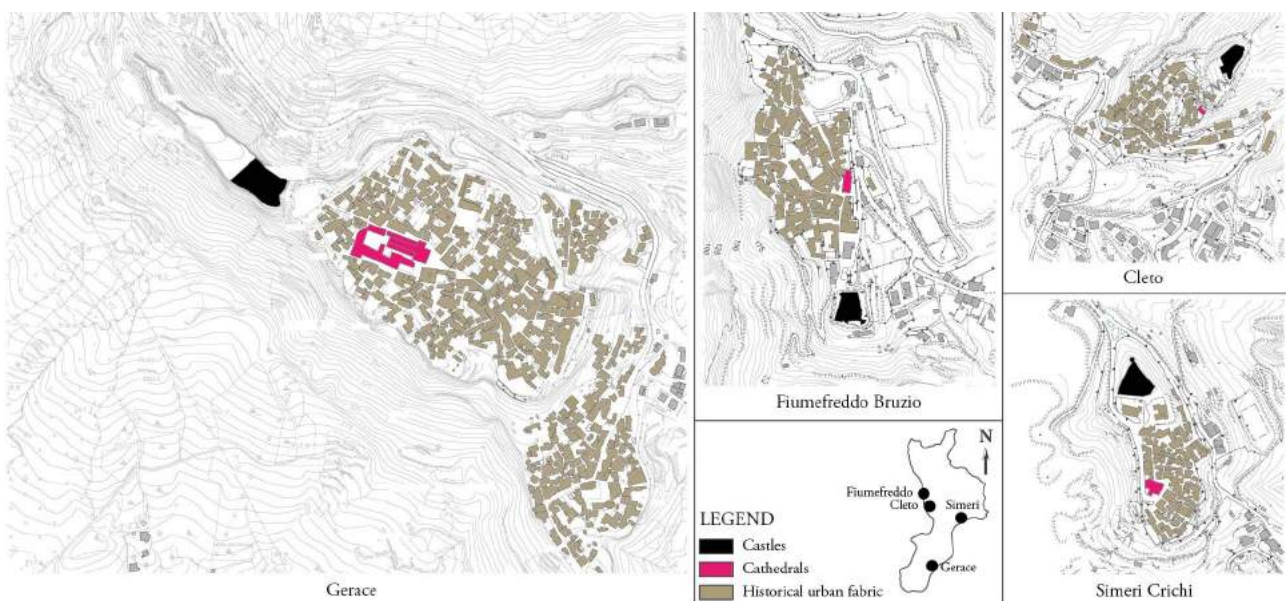 Gerace
Fiumefreddo Bruzio
Cleto
N
Fiumefreddo
Cleto
Simeri
Gerace
LEGEND
Castles
Cathedrals
Historical urban fabric
Simeri Crichi